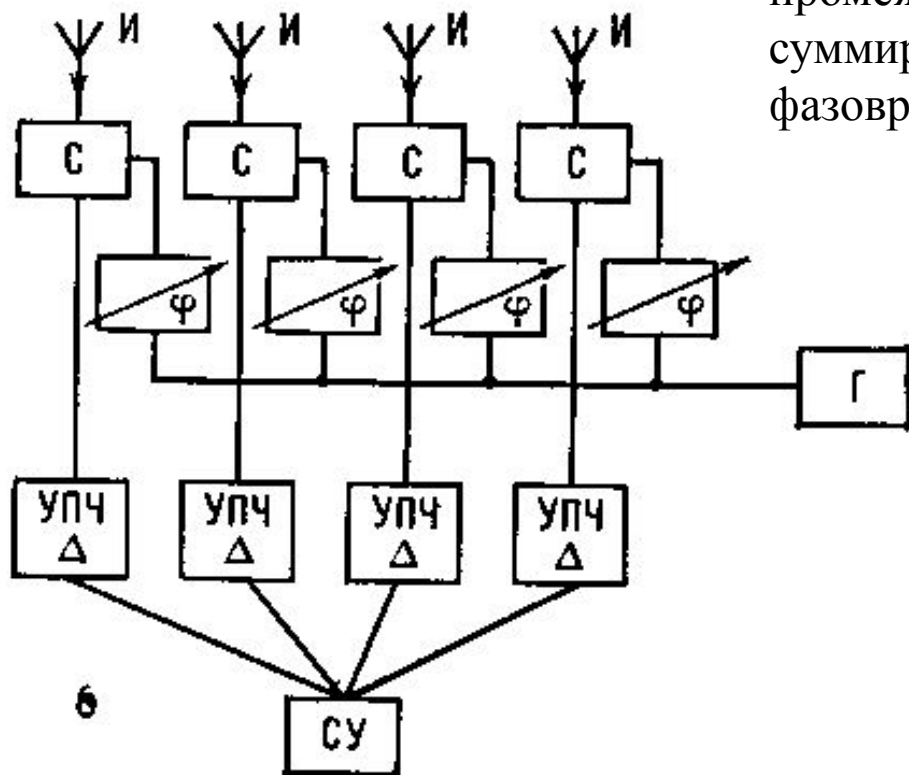 И И И И
суммир
фазовр
С С С С
φ φ φ φ
Г
УПЧ УПЧ УПЧ УПЧ
Δ Δ Δ Δ
СУ